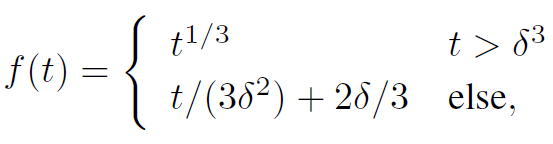 f(t) = { t^{1/3} t > δ^3
t/(3δ^2) + 2δ/3 else,